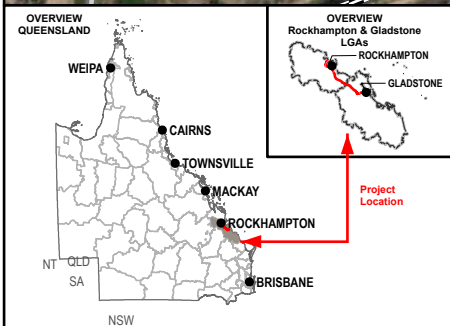 OVERVIEW
QUEENSLAND
WEIPA
CAIRNS
TOWNSVILLE
MACKAY
ROCKHAMPTON
BRISBANE
NT
QLD
SA
NSW
OVERVIEW
Rockhampton & Gladstone
LGAs
ROCKHAMPTON
GLADSTONE
Project
Location